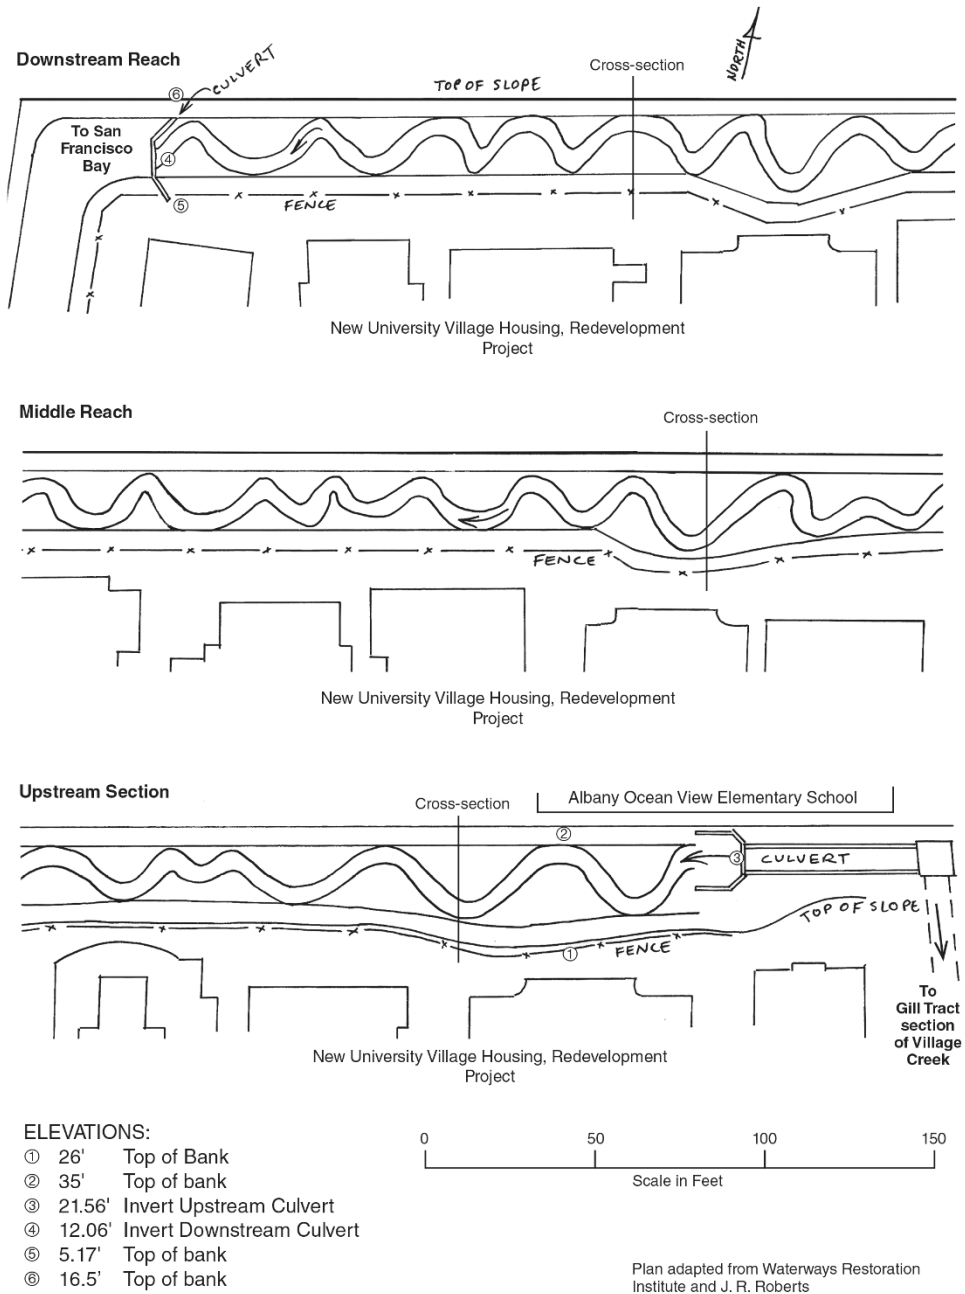 Downstream Reach
CULVERT
NORTH
Cross-section
TOP OF SLOPE
⑥
To San
Francisco
Bay
④
⑤
FENCE
New University Village Housing, Redevelopment
Project
Middle Reach
Cross-section
FENCE
New University Village Housing, Redevelopment
Project
Upstream Section
Cross-section
Albany Ocean View Elementary School
②
③
CULVERT
TOP OF SLOPE
FENCE
①
To
Gill Tract
section
of Village
Creek
New University Village Housing, Redevelopment
Project
ELEVATIONS:
① 26' Top of Bank
② 35' Top of bank
③ 21.56' Invert Upstream Culvert
④ 12.06' Invert Downstream Culvert
⑤ 5.17' Top of bank
⑥ 16.5' Top of bank
0 50 100 150
Scale in Feet
Plan adapted from Waterways Restoration
Institute and J. R. Roberts